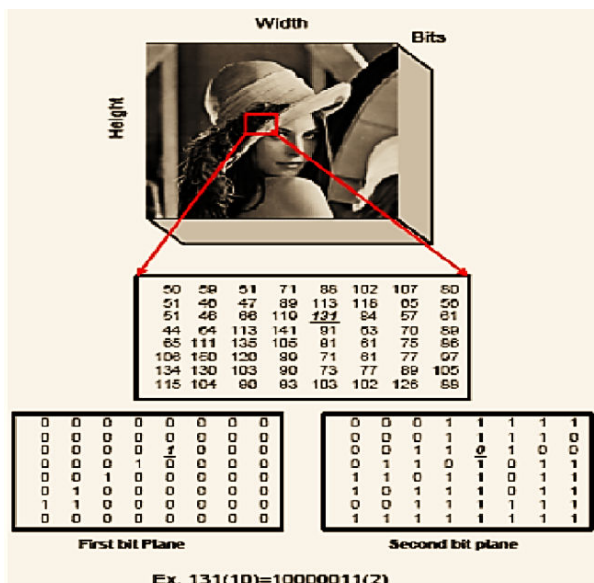 Width
Bits
Height
50 59 51 71 88 102 107 80
51 46 47 89 113 118 65 56
51 46 66 119 131 94 57 61
44 64 113 141 91 63 70 89
65 111 135 105 91 61 75 86
106 150 120 99 71 61 77 97
134 130 103 90 73 77 89 105
115 104 90 93 103 102 126 88
0 0 0 0 0 0 0 0
0 0 0 0 0 0 0 0
0 0 0 0 1 0 0 0
0 0 0 1 0 0 0 0
0 0 1 0 0 0 0 0
0 1 0 0 0 0 0 0
1 1 0 0 0 0 0 0
0 0 0 0 0 0 0 0
First bit Plane
0 0 0 1 1 1 1 1
0 0 0 1 1 1 1 0
0 0 1 1 0 1 0 0
0 1 1 0 1 0 1 1
1 1 0 1 1 0 1 1
1 0 1 1 1 0 1 1
0 0 1 1 1 1 1 1
1 1 1 1 1 1 1 1
Second bit plane
Ex. 131(10)=10000011(2)